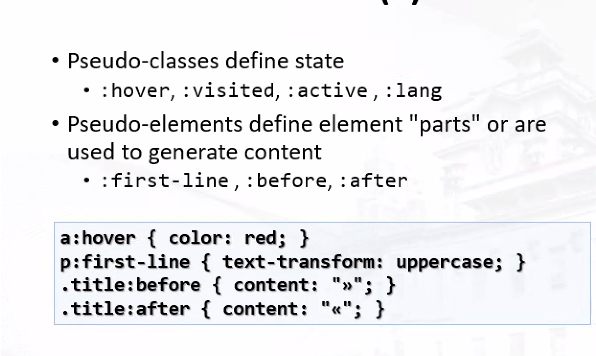 • Pseudo-classes define state
• :hover, :visited, :active , :lang
• Pseudo-elements define element "parts" or are
used to generate content
• :first-line , :before, :after
a:hover { color: red; }
p:first-line { text-transform: uppercase; }
.title:before { content: "»"; }
.title:after { content: "«"; }